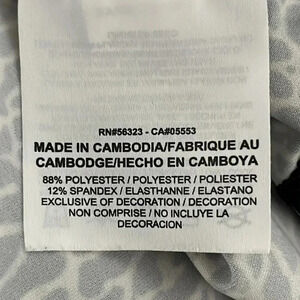 RN#56323 - CA#05553
MADE IN CAMBODIA/FABRIQUE AU
CAMBODGE/HECHO EN CAMBOYA
88% POLYESTER / POLYESTER / POLIESTER
12% SPANDEX / ELASTHANNE / ELASTANO
EXCLUSIVE OF DECORATION / DECORATION
NON COMPRISE / NO INCLUYE LA
DECORACION